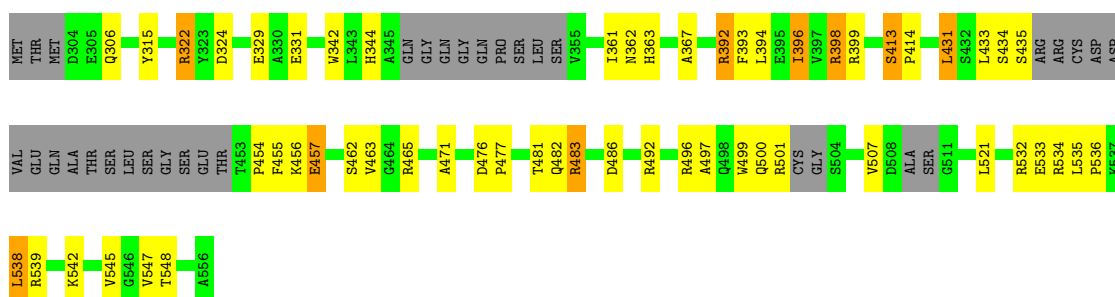 MET THR MET D304 E305 Q306 Y315 R322 Y323 D324 E329 A330 E331 W342 L343 H344 A345 GLN GLY GLN GLY GLN PRO SER LEU SER V355 I361 N362 H363 A367 R392 F393 L394 E395 I396 V397 R398 R399 S413 P414 L431 S432 L433 S434 S435 ARG ARG CYS ASP ASP
VAL GLU GLN ALA THR SER LEU SER GLY SER GLU THR T453 P454 F455 K456 E457 S462 V463 G464 R465 A471 D476 P477 T481 Q482 R483 D486 R492 R496 A497 Q498 W499 Q500 R501 CYS GLY S504 V507 D508 ALA SER G511 L521 R532 E533 R534 L535 P536 K537
L538 R539 K542 V545 G546 V547 T548 A556